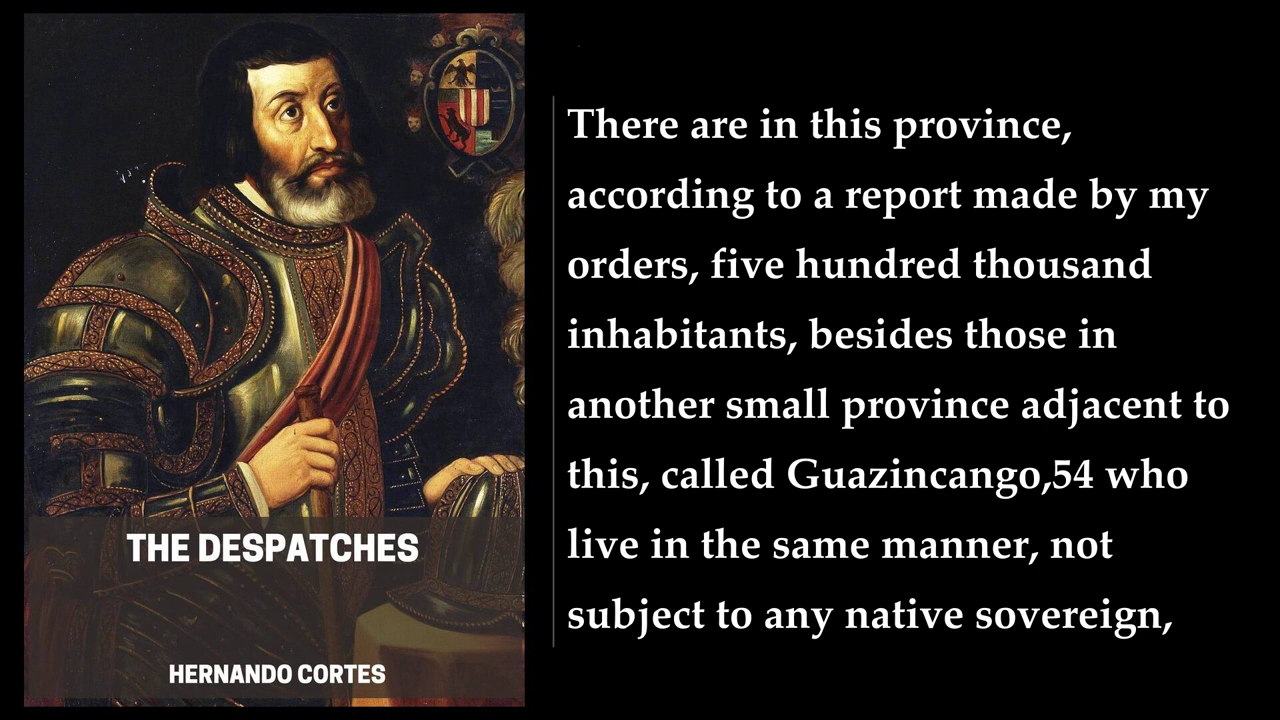 THE DESPATCHES
HERNANDO CORTES
There are in this province,
according to a report made by my
orders, five hundred thousand
inhabitants, besides those in
another small province adjacent to
this, called Guazincango,54 who
live in the same manner, not
subject to any native sovereign,